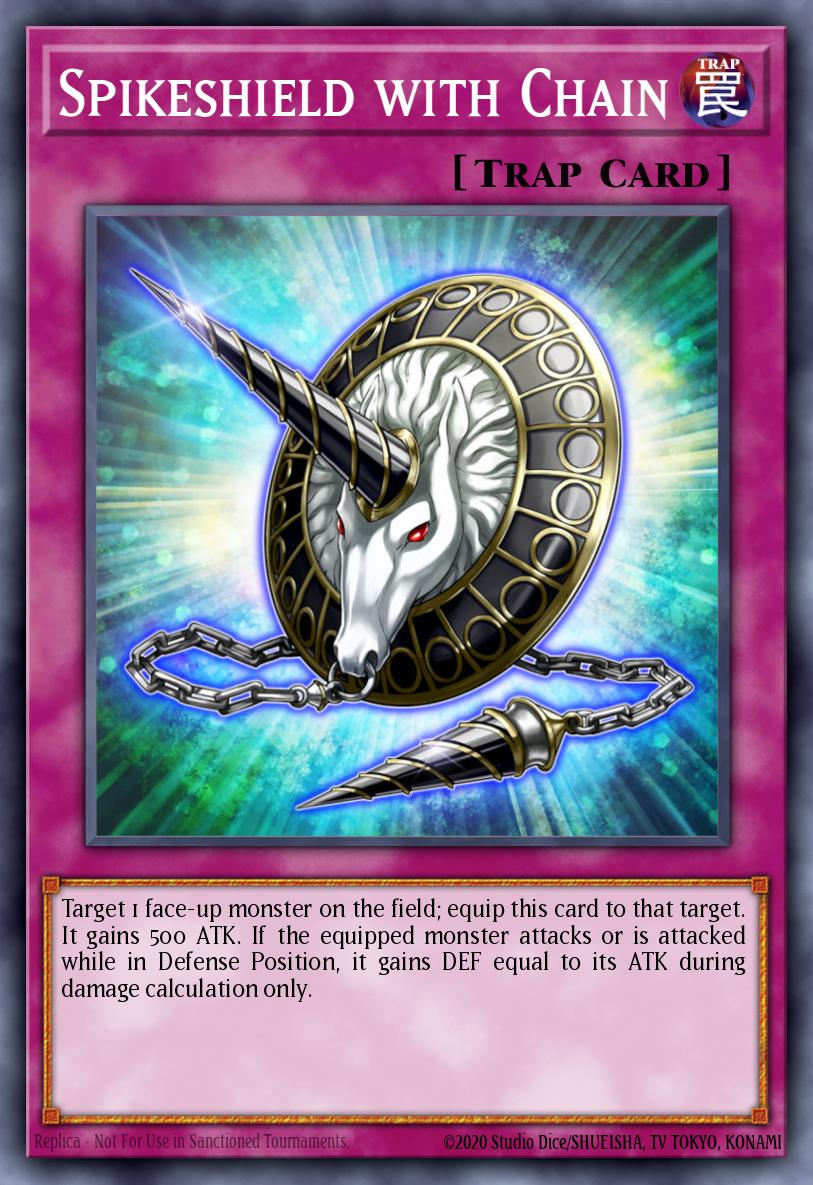 Spikeshield with Chain
TRAP
罠
[Trap Card]
Target 1 face-up monster on the field; equip this card to that target.
It gains 500 ATK. If the equipped monster attacks or is attacked
while in Defense Position, it gains DEF equal to its ATK during
damage calculation only.
Replica - Not For Use in Sanctioned Tournaments.
©2020 Studio Dice/SHUEISHA, TV TOKYO, KONAMI